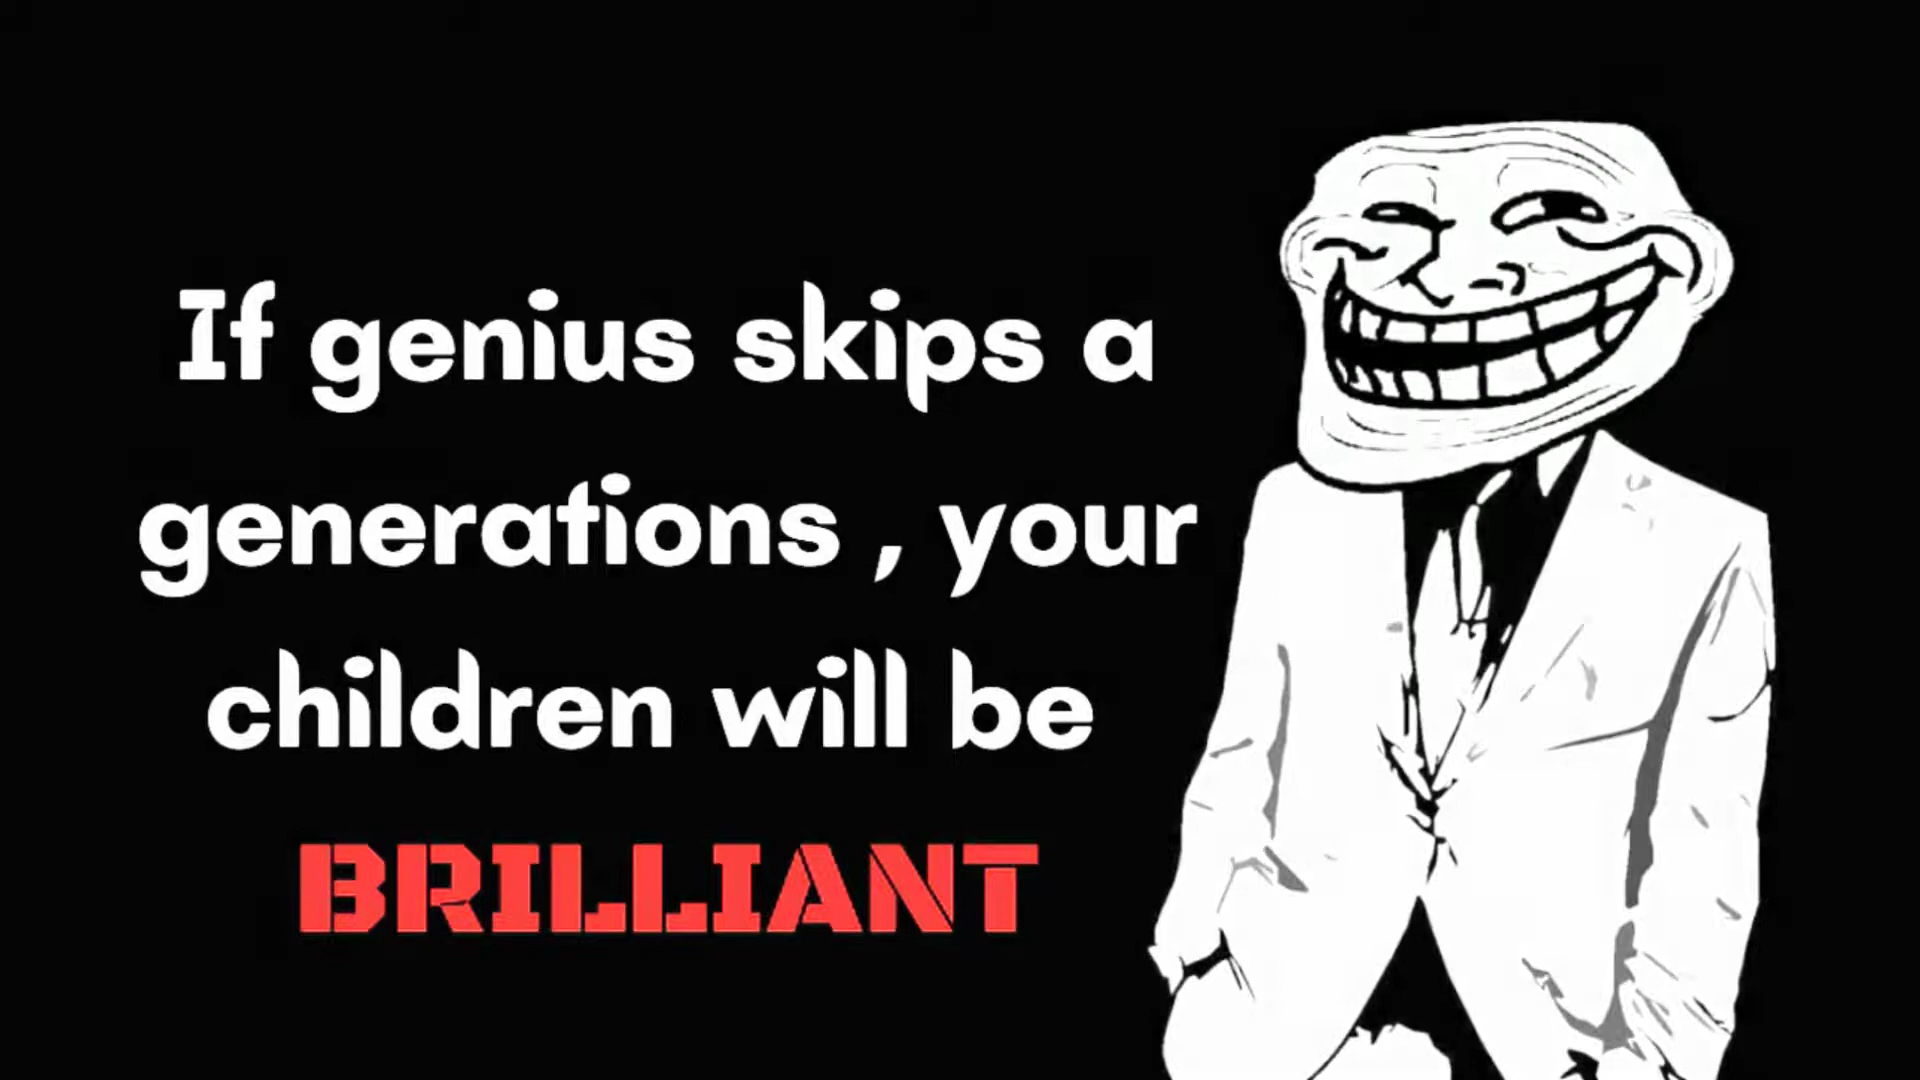 If genius skips a
generations , your
children will be
BRILLIANT